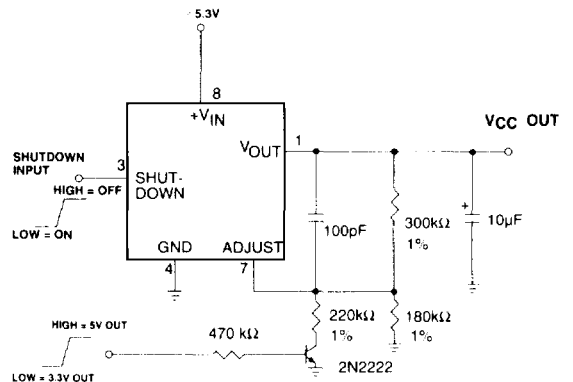 5.3V
8
+VIN
VOUT
1
VCC OUT
SHUTDOWN
INPUT
3
SHUT-
DOWN
HIGH = OFF
LOW = ON
100pF
300kΩ
1%
+
10µF
GND
ADJUST
4
7
220kΩ
1%
180kΩ
1%
HIGH = 5V OUT
470 kΩ
LOW = 3.3V OUT
2N2222